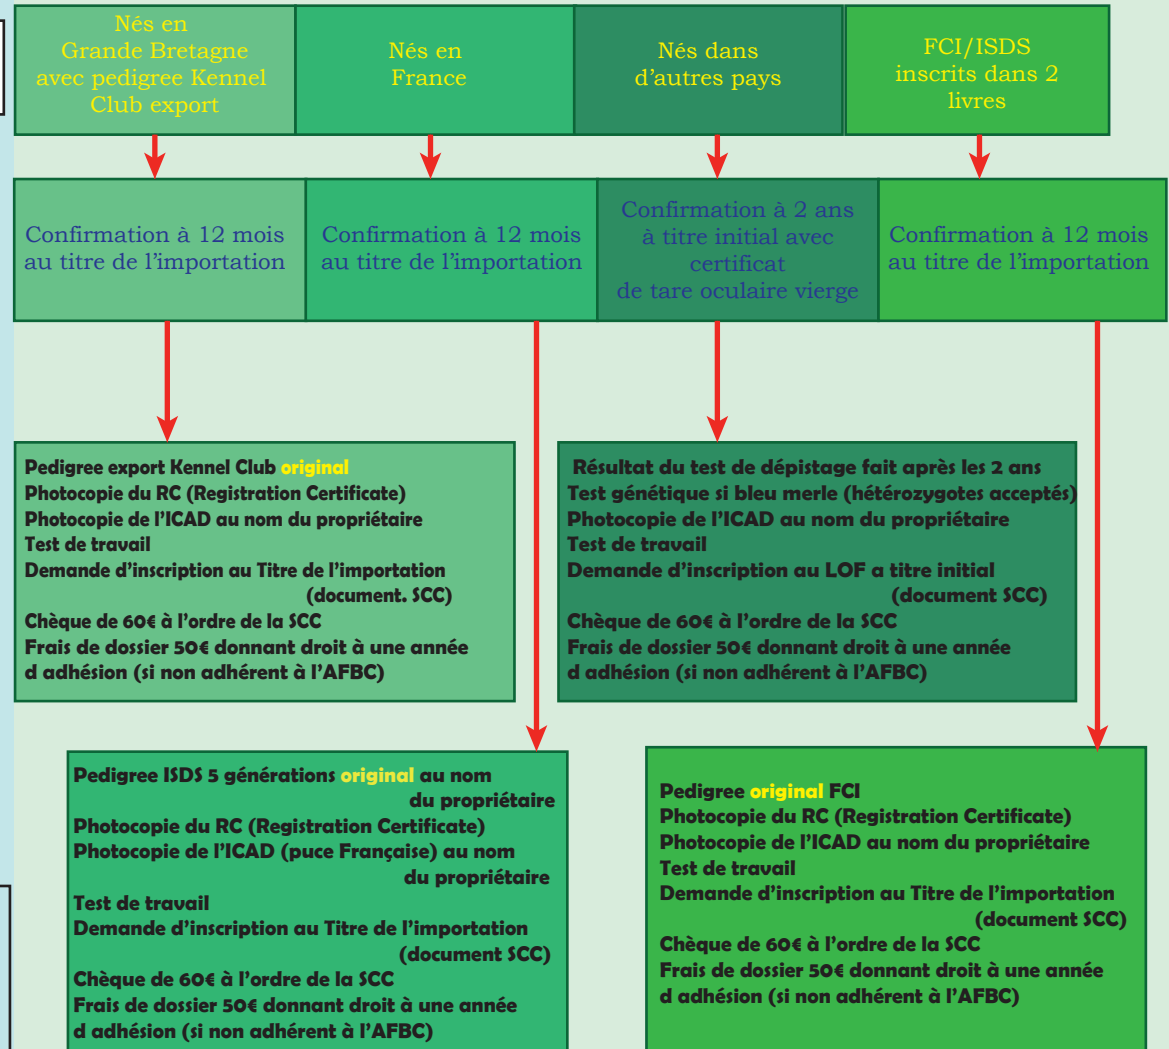 Nés en
Grande Bretagne
avec pedigree Kennel
Club export
Nés en
France
Nés dans
d'autres pays
FCI/ISDS
inscrits dans 2
livres
Confirmation à 12 mois
au titre de l'importation
Confirmation à 12 mois
au titre de l'importation
Confirmation à 2 ans
à titre initial avec
certificat
de tare oculaire vierge
Confirmation à 12 mois
au titre de l'importation
Pedigree export Kennel Club original
Photocopie du RC (Registration Certificate)
Photocopie de l'ICAD au nom du propriétaire
Test de travail
Demande d'inscription au Titre de l'importation
(document. SCC)
Chèque de 60€ à l'ordre de la SCC
Frais de dossier 50€ donnant droit à une année
d adhésion (si non adhérent à l'AFBC)
Résultat du test de dépistage fait après les 2 ans
Test génétique si bleu merle (hétérozygotes acceptés)
Photocopie de l'ICAD au nom du propriétaire
Test de travail
Demande d'inscription au LOF a titre initial
(document SCC)
Chèque de 60€ à l'ordre de la SCC
Frais de dossier 50€ donnant droit à une année
d adhésion (si non adhérent à l'AFBC)
Pedigree ISDS 5 générations original au nom
du propriétaire
Photocopie du RC (Registration Certificate)
Photocopie de l'ICAD (puce Française) au nom
du propriétaire
Test de travail
Demande d'inscription au Titre de l'importation
(document SCC)
Chèque de 60€ à l'ordre de la SCC
Frais de dossier 50€ donnant droit à une année
d adhésion (si non adhérent à l'AFBC)
Pedigree original FCI
Photocopie du RC (Registration Certificate)
Photocopie de l'ICAD au nom du propriétaire
Test de travail
Demande d'inscription au Titre de l'importation
(document SCC)
Chèque de 60€ à l'ordre de la SCC
Frais de dossier 50€ donnant droit à une année
d adhésion (si non adhérent à l'AFBC)